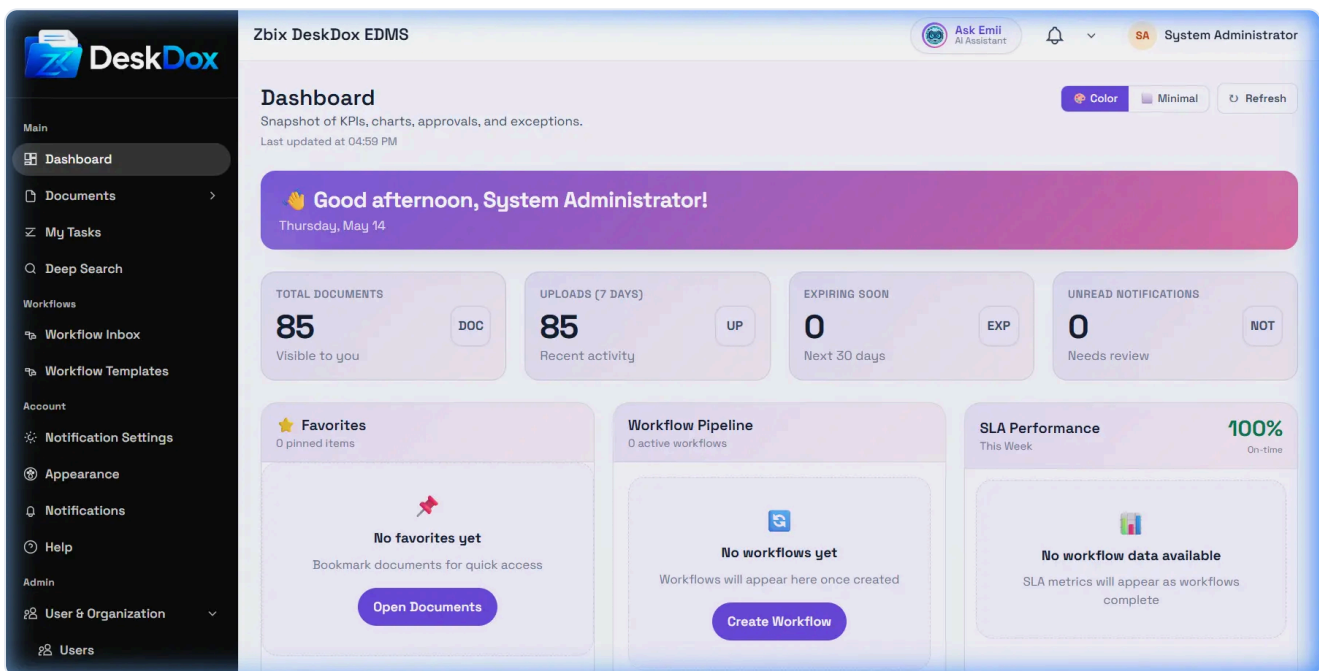 DeskDox
Main
Dashboard
Documents
My Tasks
Deep Search
Workflows
Workflow Inbox
Workflow Templates
Account
Notification Settings
Appearance
Notifications
Help
Admin
User & Organization
Users
Zbix DeskDox EDMS
Ask Emii
AI Assistant
SA System Administrator
Dashboard
Snapshot of KPIs, charts, approvals, and exceptions.
Last updated at 04:59 PM
Color
Minimal
Refresh
👋 Good afternoon, System Administrator!
Thursday, May 14
TOTAL DOCUMENTS
85
DOC
Visible to you
UPLOADS (7 DAYS)
85
UP
Recent activity
EXPIRING SOON
0
EXP
Next 30 days
UNREAD NOTIFICATIONS
0
NOT
Needs review
⭐ Favorites
0 pinned items
📌
No favorites yet
Bookmark documents for quick access
Open Documents
Workflow Pipeline
0 active workflows
No workflows yet
Workflows will appear here once created
Create Workflow
SLA Performance
This Week
100%
On-time
📊
No workflow data available
SLA metrics will appear as workflows
complete